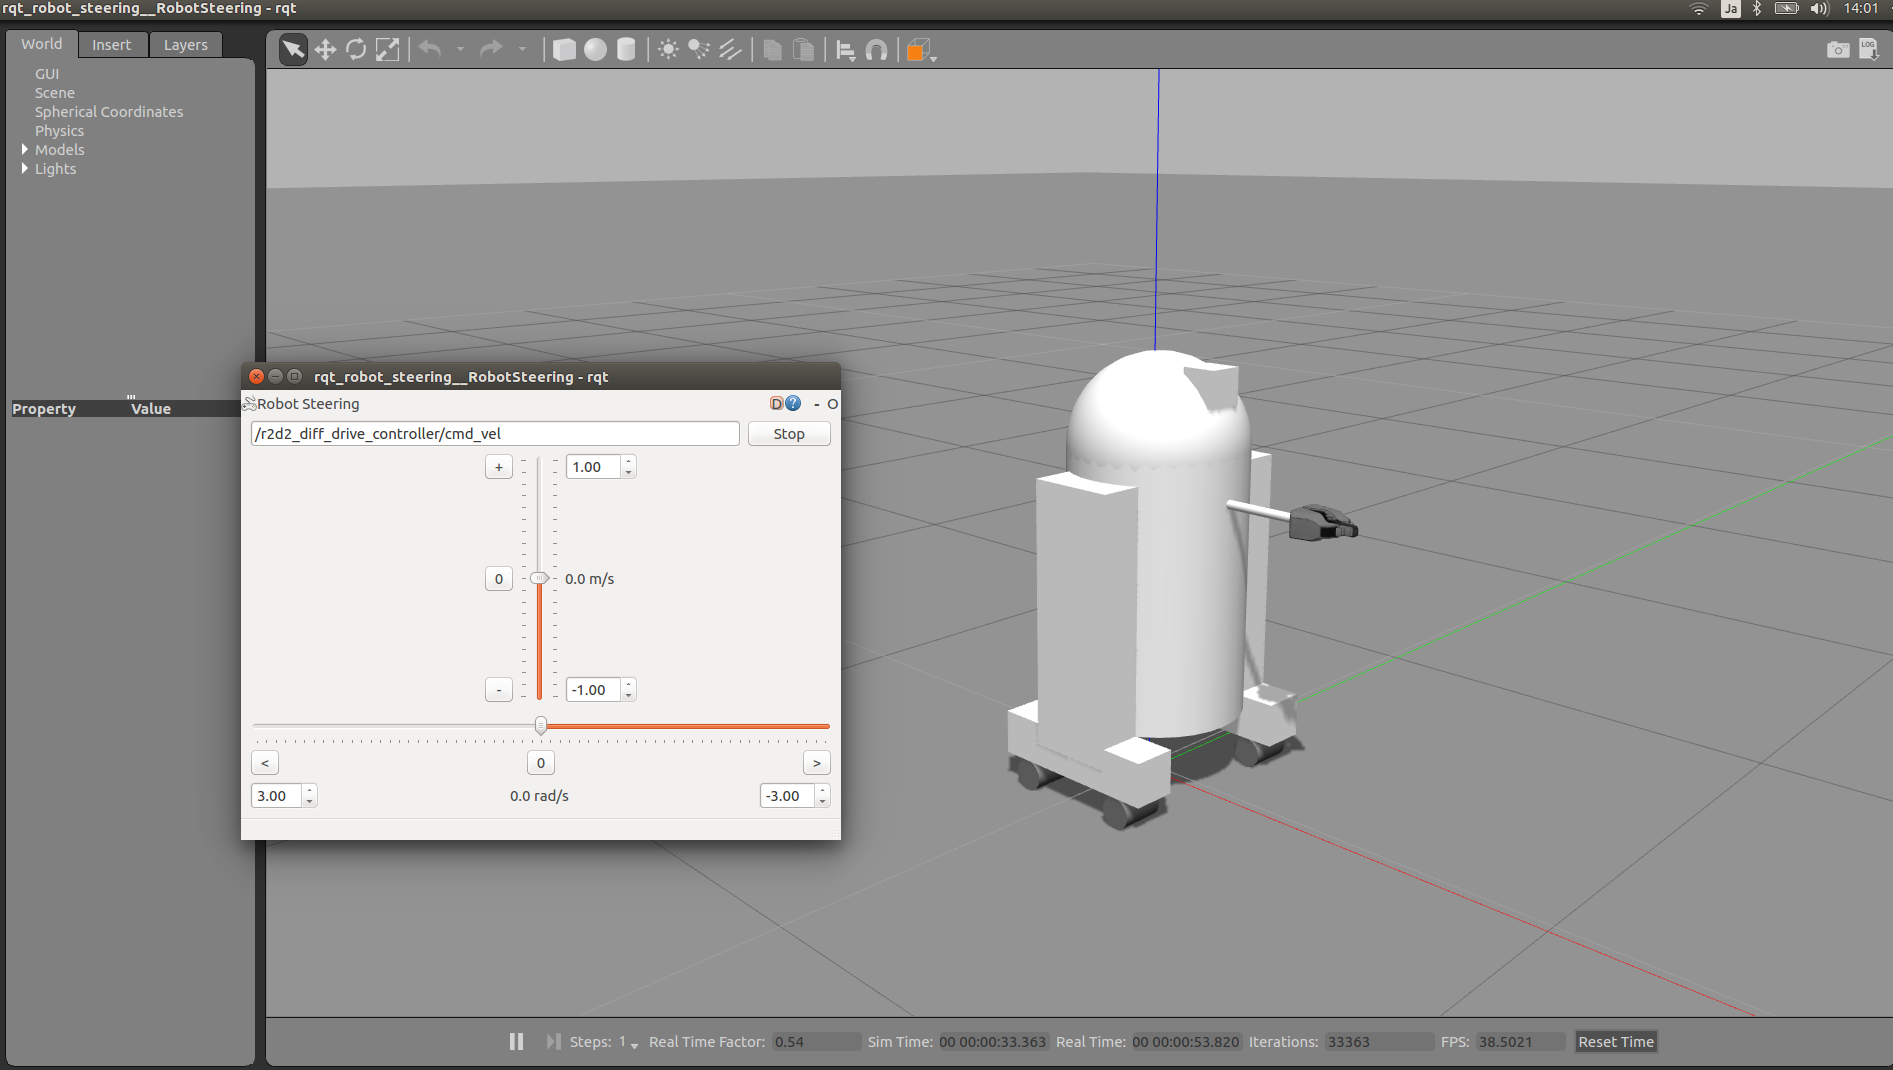 rqt_robot_steering__RobotSteering - rqt
Ja
14:01
World Insert Layers
LOG
GUI
Scene
Spherical Coordinates
Physics
Models
Lights
Property Value
rqt_robot_steering__RobotSteering - rqt
Robot Steering
D ? - O
/r2d2_diff_drive_controller/cmd_vel Stop
+ 1.00
0 0.0 m/s
- -1.00
< 0 >
3.00 0.0 rad/s -3.00
Steps: 1 Real Time Factor: 0.54 Sim Time: 00 00:00:33.363 Real Time: 00 00:00:53.820 Iterations: 33363 FPS: 38.5021 Reset Time